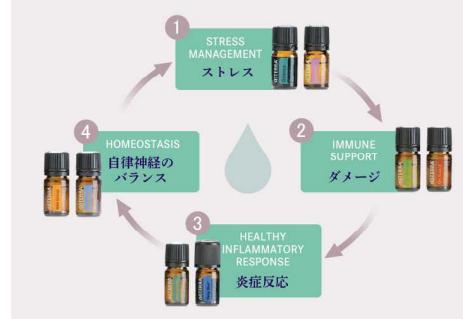 1
STRESS
MANAGEMENT
ストレス
2
IMMUNE
SUPPORT
ダメージ
3
HEALTHY
INFLAMMATORY
RESPONSE
炎症反応
4
HOMEOSTASIS
自律神経の
バランス